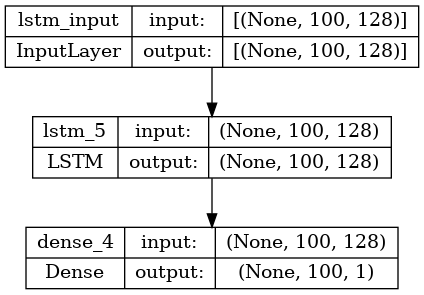 lstm_input input: [(None, 100, 128)]
InputLayer output: [(None, 100, 128)]
lstm_5 input: (None, 100, 128)
LSTM output: (None, 100, 128)
dense_4 input: (None, 100, 128)
Dense output: (None, 100, 1)